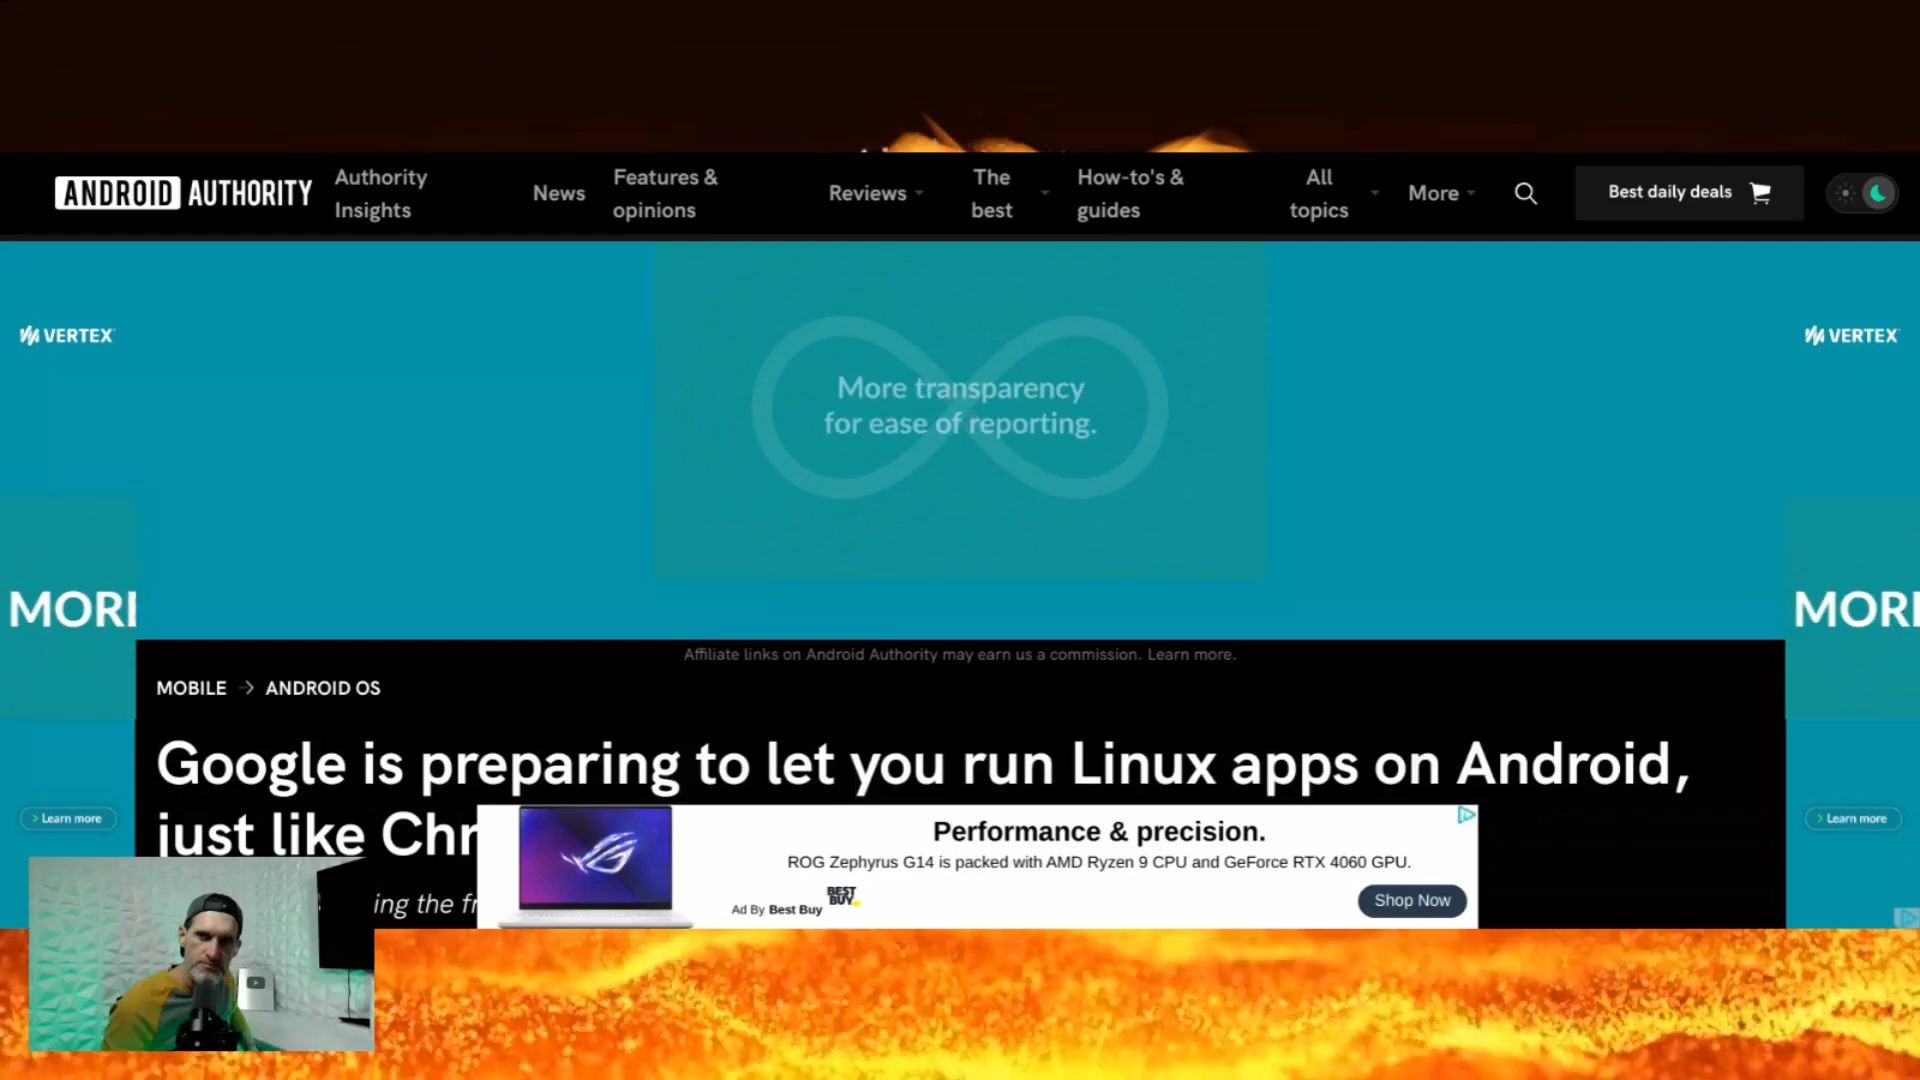 ANDROID AUTHORITY
Authority
Insights
News
Features &
opinions
Reviews
The
best
How-to's &
guides
All
topics
More
Best daily deals
VERTEX
VERTEX
More transparency
for ease of reporting.
MORE
MORE
Affiliate links on Android Authority may earn us a commission. Learn more.
MOBILE → ANDROID OS
Google is preparing to let you run Linux apps on Android,
just like Chr
> Learn more
> Learn more
ing the fr
Performance & precision.
ROG Zephyrus G14 is packed with AMD Ryzen 9 CPU and GeForce RTX 4060 GPU.
Ad By Best Buy
BEST
BUY
Shop Now